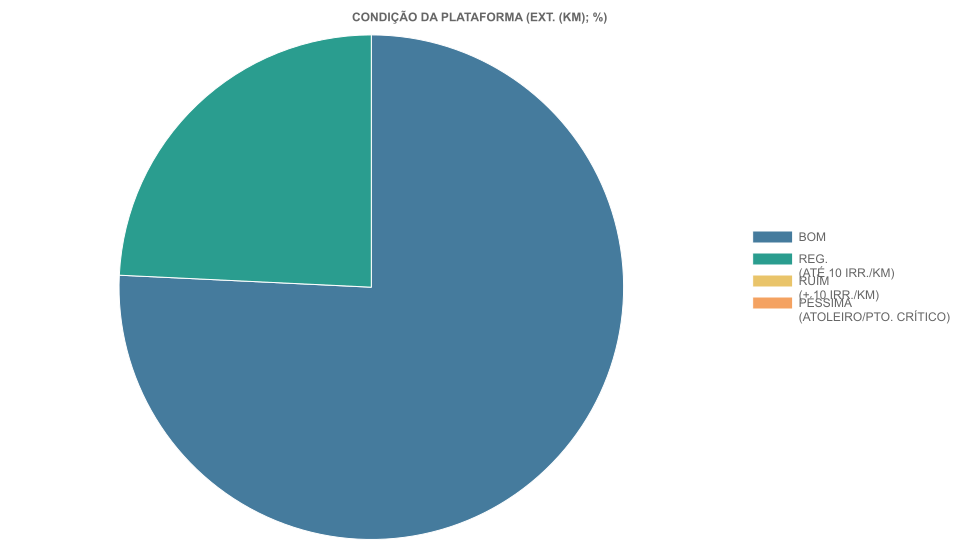 CONDIÇÃO DA PLATAFORMA (EXT. (KM); %)
BOM
REG.
(ATÉ 10 IRR./KM)
RUIM
(+ 10 IRR./KM)
PÉSSIMA
(ATOLEIRO/PTO. CRÍTICO)